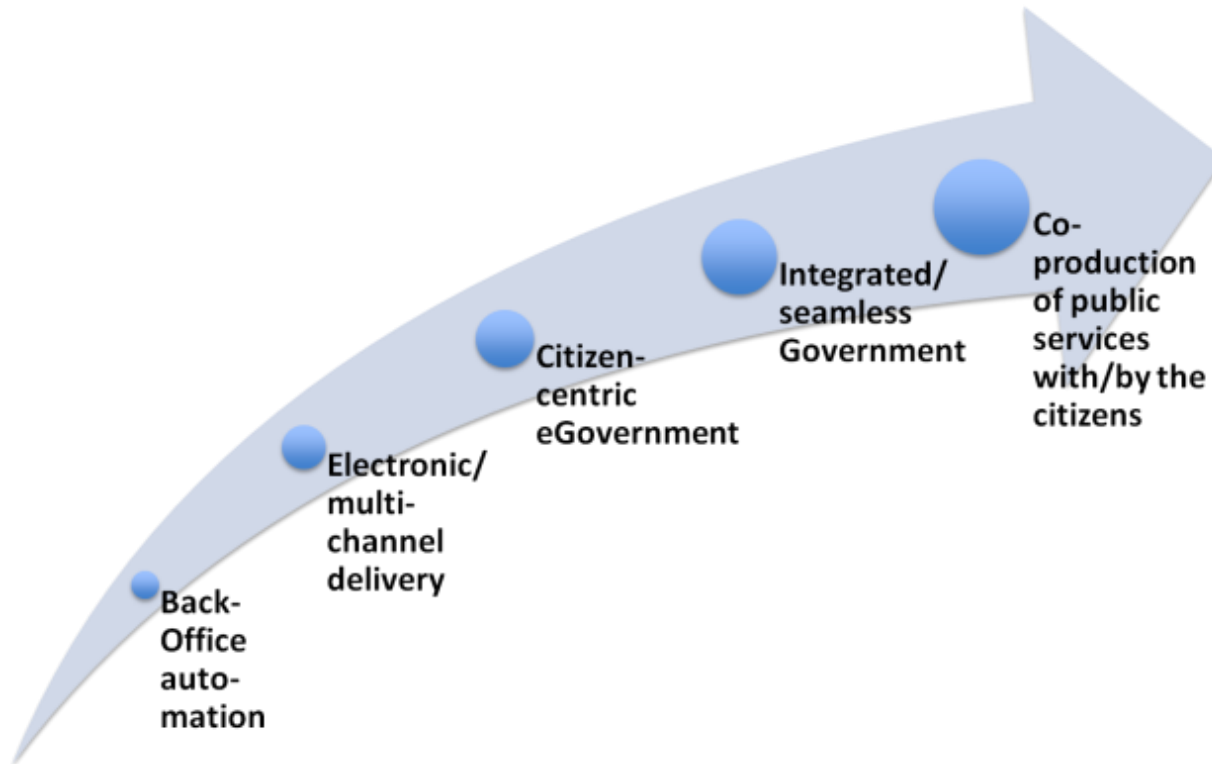 Back-
Office
auto-
mation
Electronic/
multi-
channel
delivery
Citizen-
centric
eGovernment
Integrated/
seamless
Government
Co-
production
of public
services
with/by the
citizens